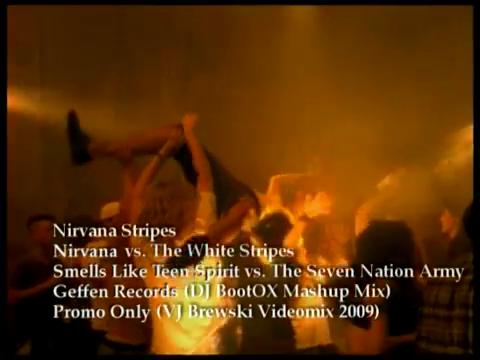 Nirvana Stripes
Nirvana vs. The White Stripes
Smells Like Teen Spirit vs. The Seven Nation Army
Geffen Records (DJ BootOX Mashup Mix)
Promo Only (VJ Brewski Videomix 2009)